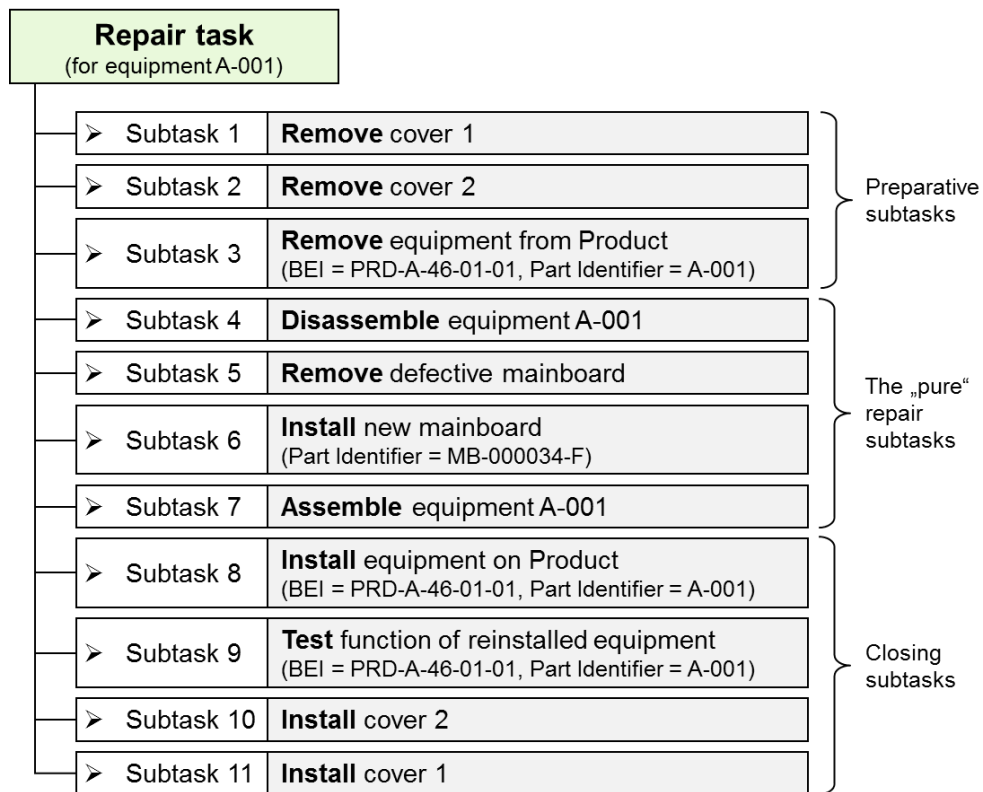 Repair task
(for equipment A-001)
➢ Subtask 1 Remove cover 1
➢ Subtask 2 Remove cover 2
➢ Subtask 3 Remove equipment from Product
(BEI = PRD-A-46-01-01, Part Identifier = A-001)
Preparative
subtasks
➢ Subtask 4 Disassemble equipment A-001
➢ Subtask 5 Remove defective mainboard
➢ Subtask 6 Install new mainboard
(Part Identifier = MB-000034-F)
➢ Subtask 7 Assemble equipment A-001
The „pure“
repair
subtasks
➢ Subtask 8 Install equipment on Product
(BEI = PRD-A-46-01-01, Part Identifier = A-001)
➢ Subtask 9 Test function of reinstalled equipment
(BEI = PRD-A-46-01-01, Part Identifier = A-001)
➢ Subtask 10 Install cover 2
➢ Subtask 11 Install cover 1
Closing
subtasks